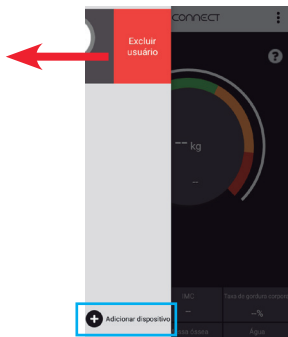 CONNECT
Excluir
usuário
?
-- kg
--
IMC
Taxa de gordura corporal
--
--%
Água
Adicionar dispositivo